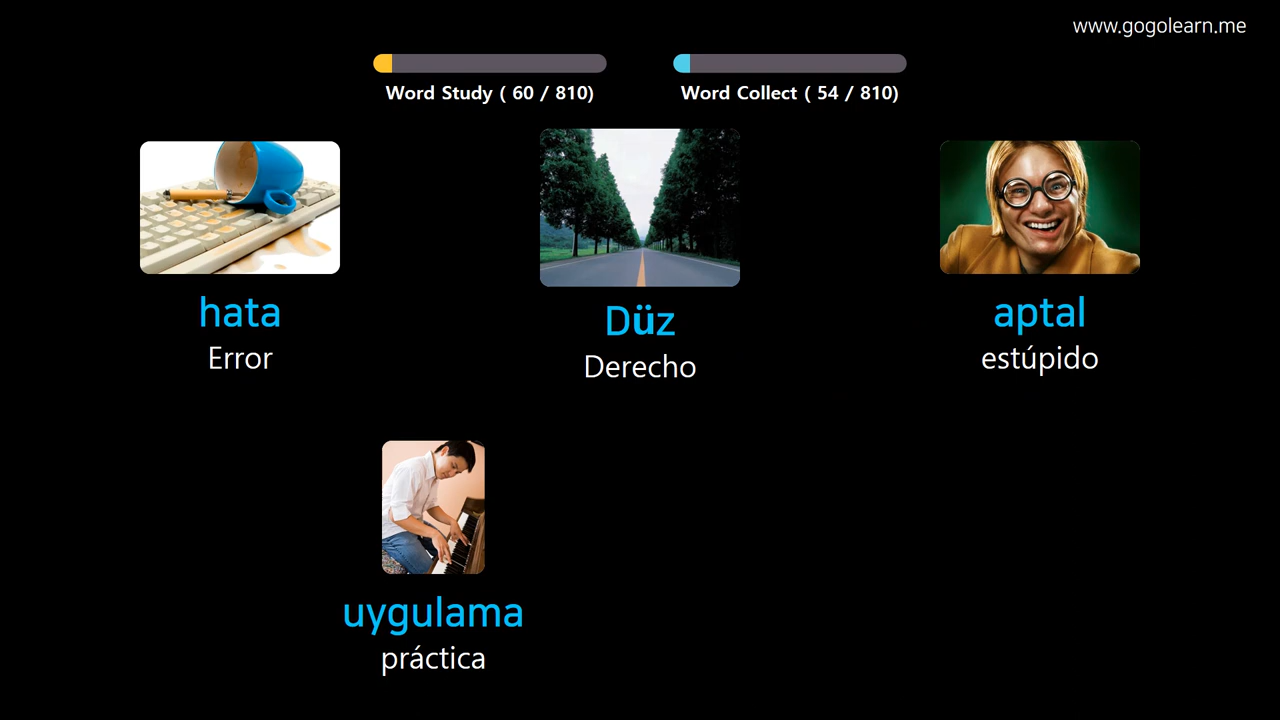 www.gogolearn.me
Word Study ( 60 / 810)
Word Collect ( 54 / 810)
hata
Error
Düz
Derecho
aptal
estúpido
uygulama
práctica